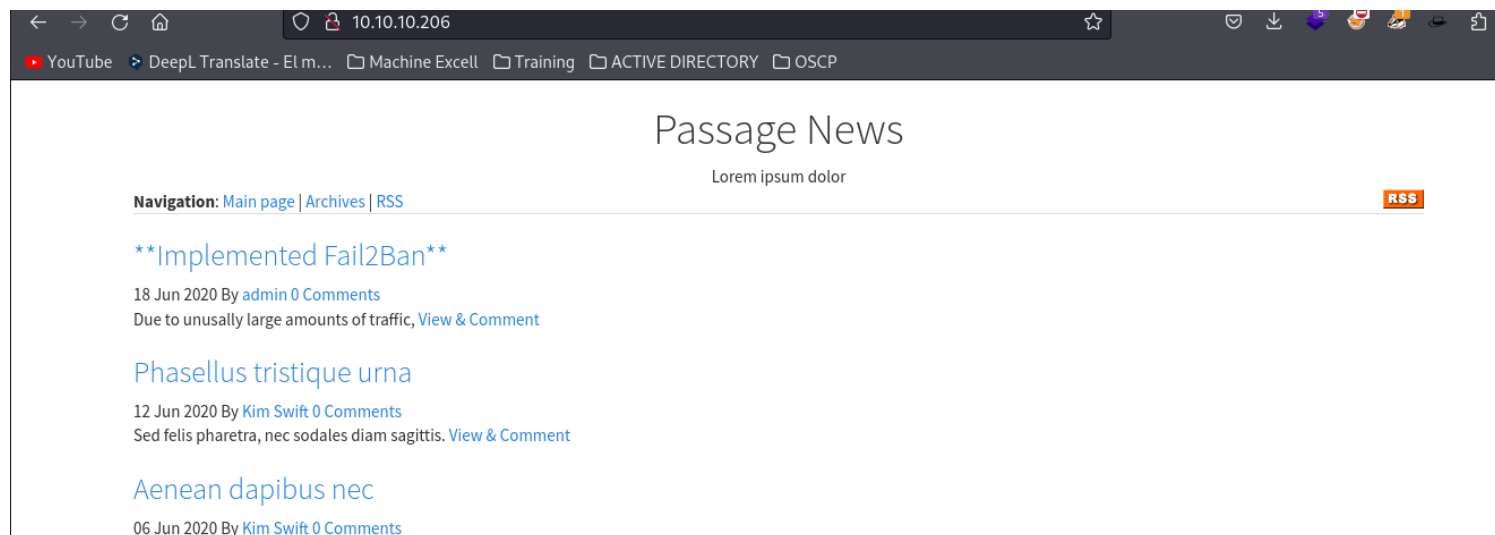 10.10.10.206
5
1
YouTube DeepL Translate - El m... Machine Excell Training ACTIVE DIRECTORY OSCP
Passage News
Lorem ipsum dolor
Navigation: Main page | Archives | RSS RSS
**Implemented Fail2Ban**
18 Jun 2020 By admin 0 Comments
Due to unusally large amounts of traffic, View & Comment
Phasellus tristique urna
12 Jun 2020 By Kim Swift 0 Comments
Sed felis pharetra, nec sodales diam sagittis. View & Comment
Aenean dapibus nec
06 Jun 2020 By Kim Swift 0 Comments